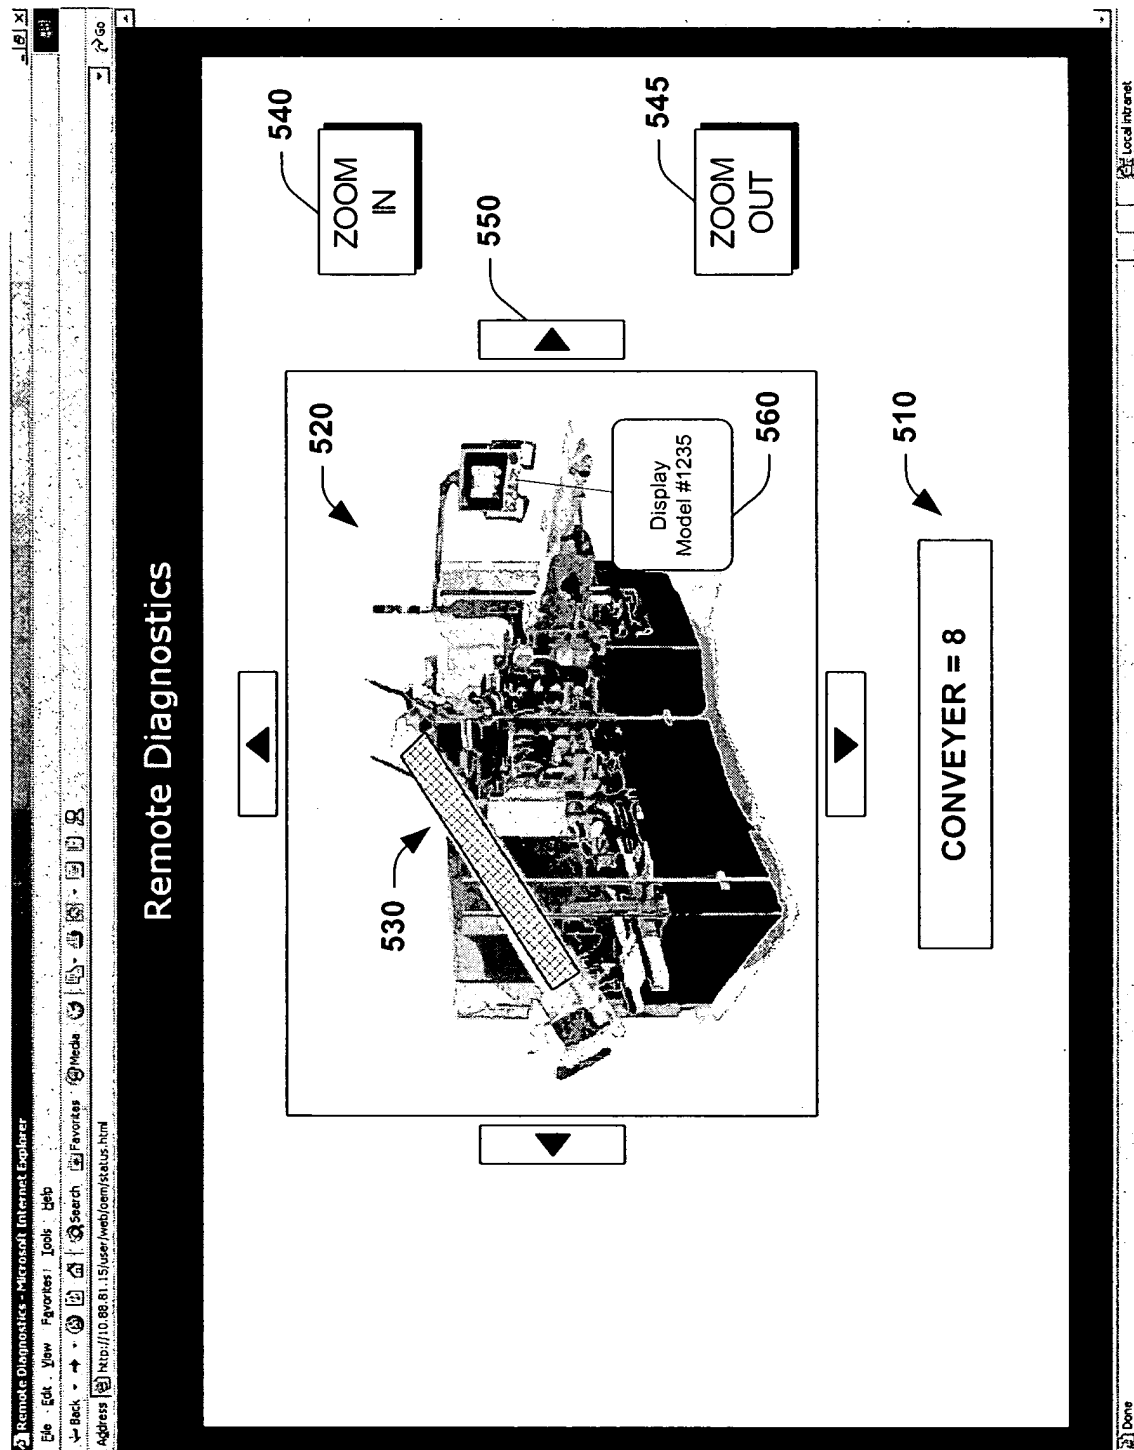 Remote Diagnostics - Microsoft Internet Explorer
File Edit View Favorites Tools Help
Back Search Favorites Media
Address http://10.88.81.15/user/web/oem/status.html Go
Remote Diagnostics
540
ZOOM
IN
520
550
530
545
ZOOM
OUT
Display
Model #1235
560
510
CONVEYER = 8
Done Local intranet